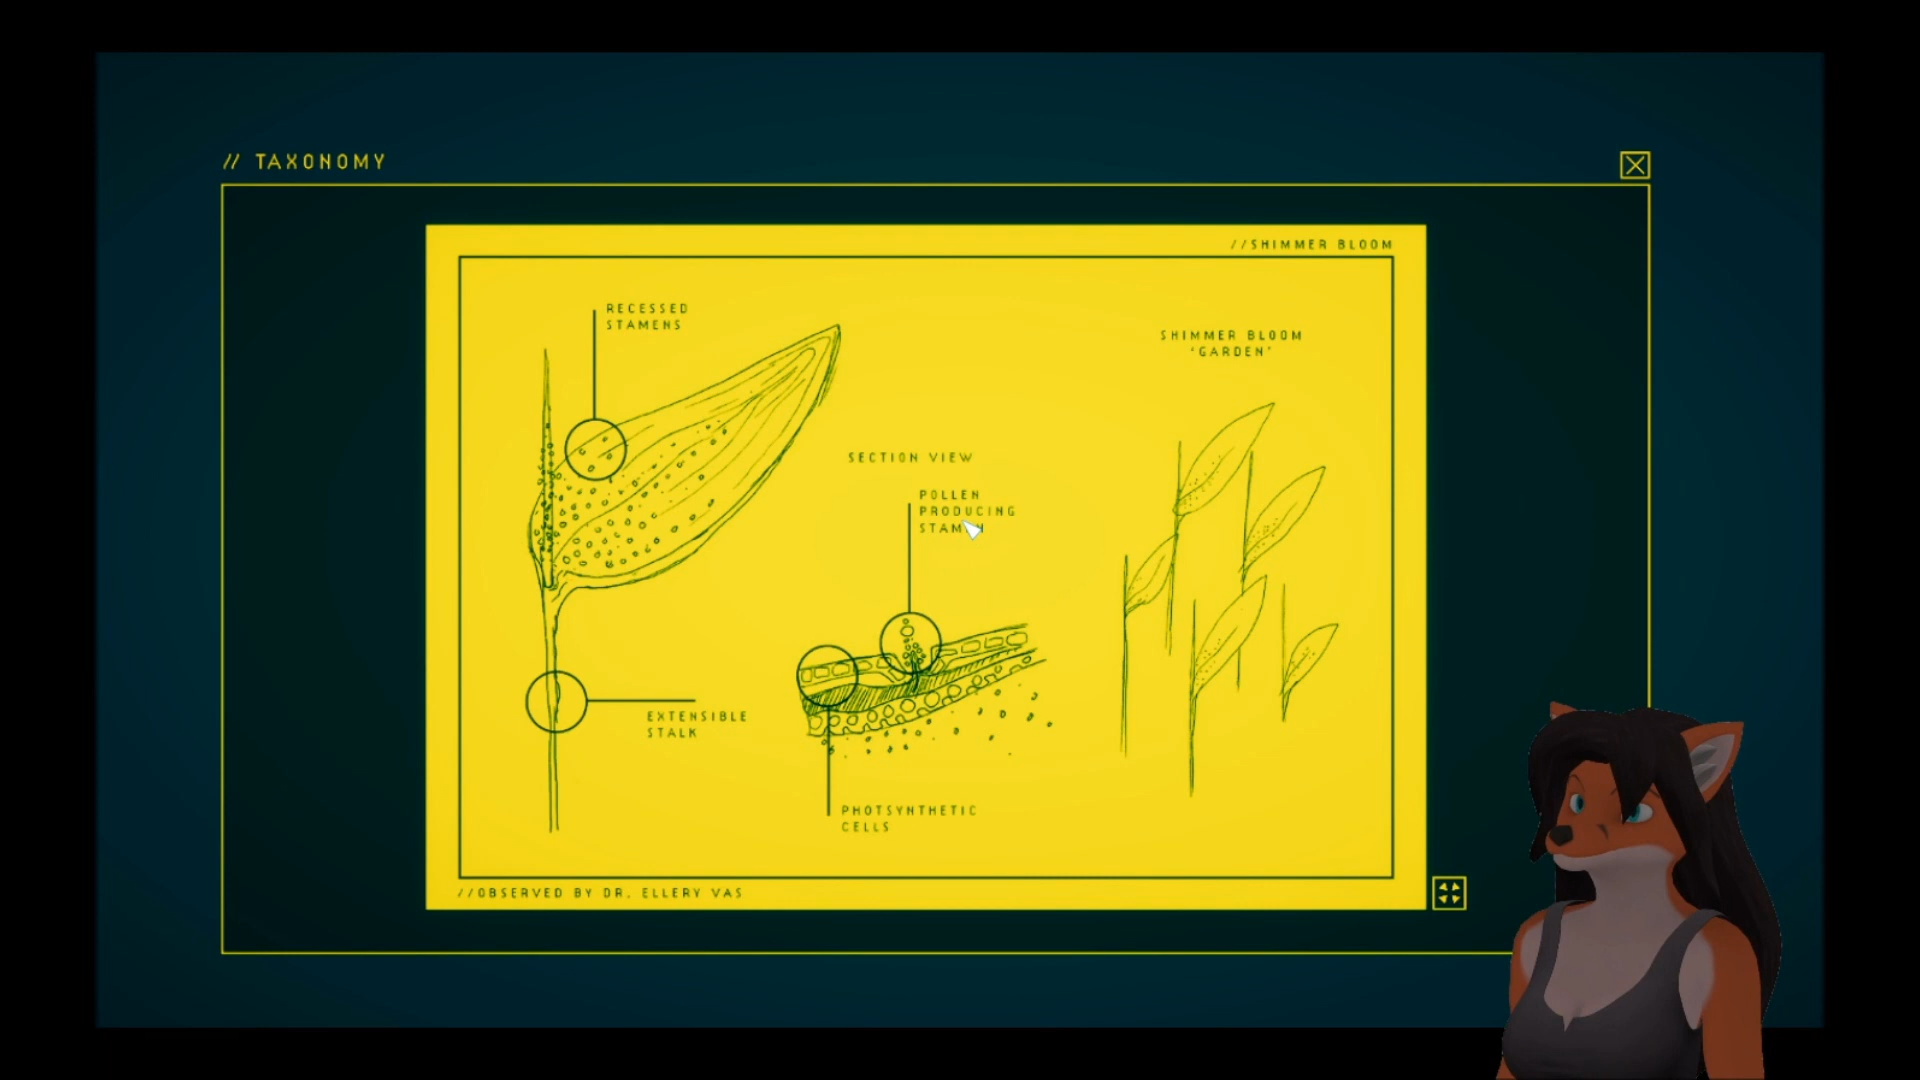 // TAXONOMY
//SHIMMER BLOOM
RECESSED
STAMENS
SHIMMER BLOOM
'GARDEN'
SECTION VIEW
POLLEN
PRODUCING
EXTENSIBLE
STALK
PHOTSYNTHETIC
CELLS
//OBSERVED BY DR. ELLERY VAS